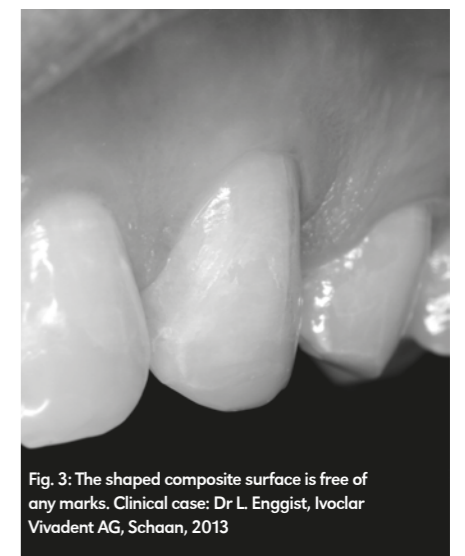 Fig. 3: The shaped composite surface is free of
any marks. Clinical case: Dr L. Enggist, Ivoclar
Vivadent AG, Schaan, 2013